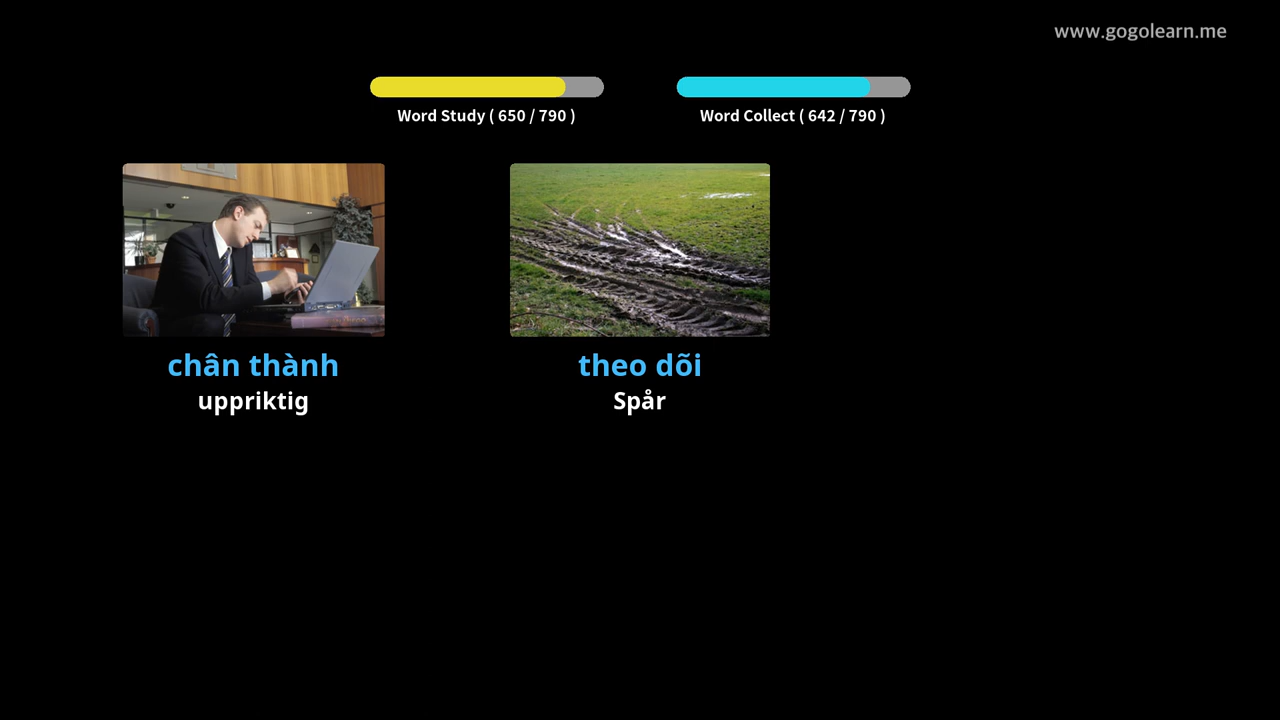 www.gogolearn.me
Word Study ( 650 / 790 )
Word Collect ( 642 / 790 )
chân thành
uppriktig
theo dõi
Spår